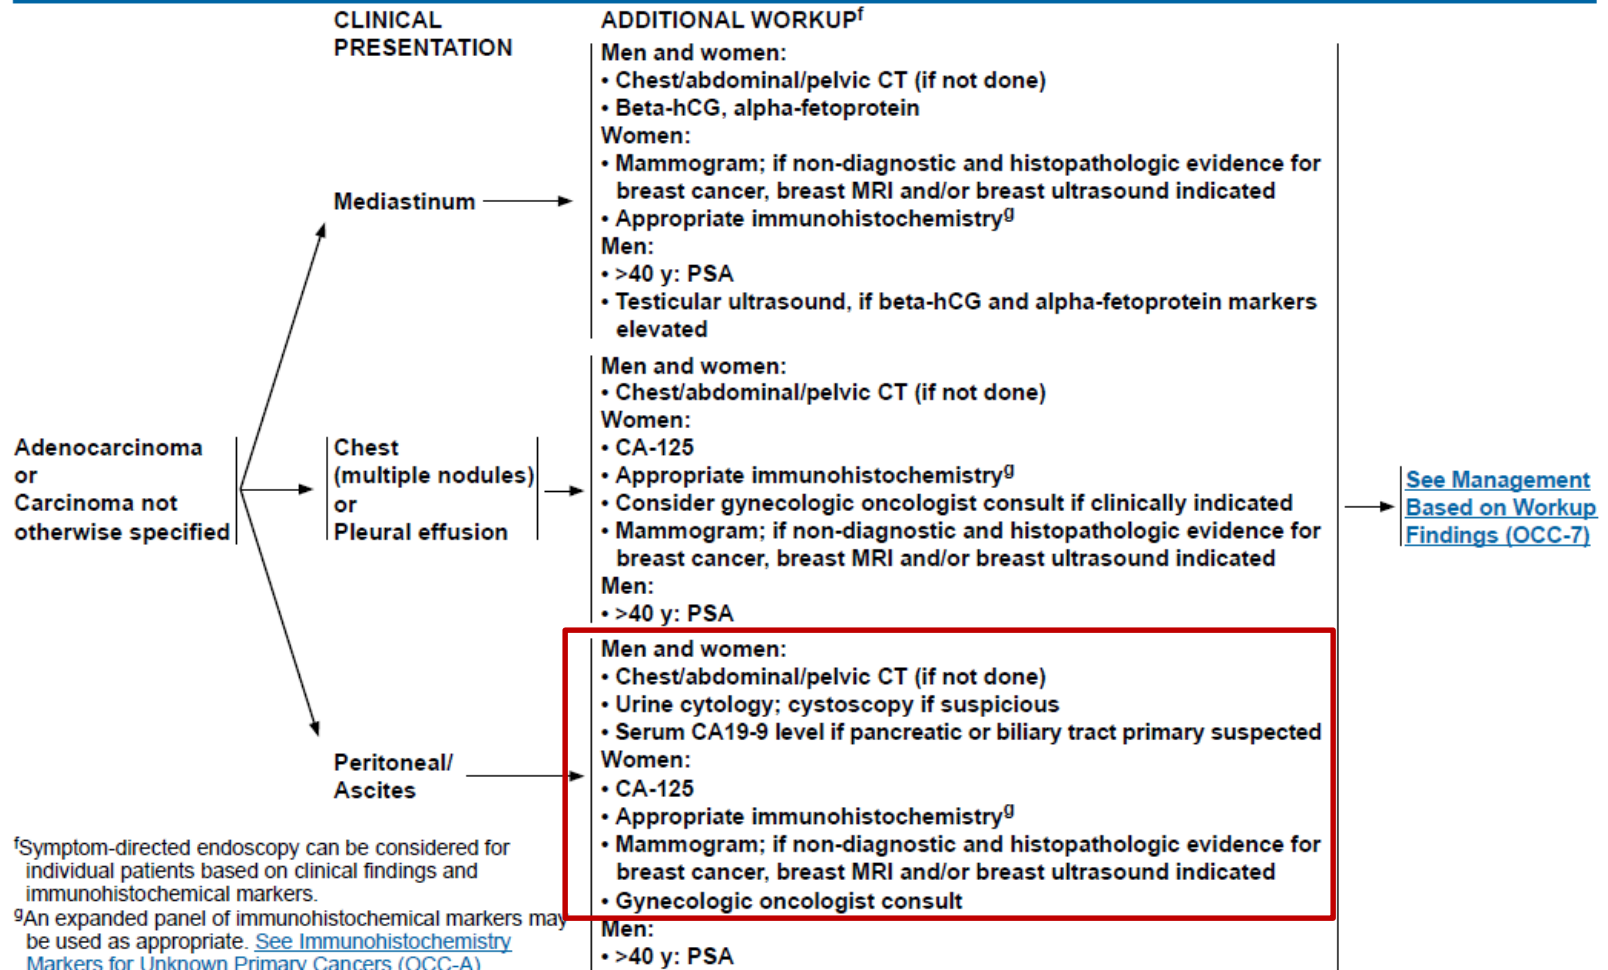 CLINICAL
PRESENTATION
ADDITIONAL WORKUPf
Adenocarcinoma
or
Carcinoma not
otherwise specified
Mediastinum
Men and women:
• Chest/abdominal/pelvic CT (if not done)
• Beta-hCG, alpha-fetoprotein
Women:
• Mammogram; if non-diagnostic and histopathologic evidence for
breast cancer, breast MRI and/or breast ultrasound indicated
• Appropriate immunohistochemistryg
Men:
• >40 y: PSA
• Testicular ultrasound, if beta-hCG and alpha-fetoprotein markers
elevated
Chest
(multiple nodules)
or
Pleural effusion
Men and women:
• Chest/abdominal/pelvic CT (if not done)
Women:
• CA-125
• Appropriate immunohistochemistryg
• Consider gynecologic oncologist consult if clinically indicated
• Mammogram; if non-diagnostic and histopathologic evidence for
breast cancer, breast MRI and/or breast ultrasound indicated
Men:
• >40 y: PSA
Peritoneal/
Ascites
Men and women:
• Chest/abdominal/pelvic CT (if not done)
• Urine cytology; cystoscopy if suspicious
• Serum CA19-9 level if pancreatic or biliary tract primary suspected
Women:
• CA-125
• Appropriate immunohistochemistryg
• Mammogram; if non-diagnostic and histopathologic evidence for
breast cancer, breast MRI and/or breast ultrasound indicated
• Gynecologic oncologist consult
Men:
• >40 y: PSA
See Management
Based on Workup
Findings (OCC-7)
fSymptom-directed endoscopy can be considered for
individual patients based on clinical findings and
immunohistochemical markers.
gAn expanded panel of immunohistochemical markers may
be used as appropriate. See Immunohistochemistry
Markers for Unknown Primary Cancers (OCC-A)